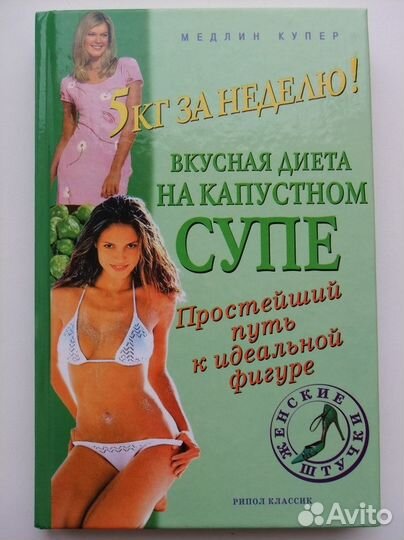 МЕДЛИН КУПЕР
5 КГ ЗА НЕДЕЛЮ!
ВКУСНАЯ ДИЕТА
НА КАПУСТНОМ
СУПЕ
Простейший
путь
к идеальной
фигуре
ЖЕНСКИЕ
ШТУЧКИ
РИПОЛ КЛАССИК
Avito